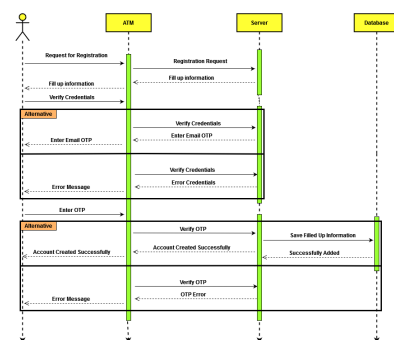 ATM
Server
Database
Request for Registration
Registration Request
Fill up information
Fill up information
Verify Credentials
Alternative
Verify Credentials
Enter Email OTP
Enter Email OTP
Verify Credentials
Error Credentials
Error Message
Enter OTP
Alternative
Verify OTP
Save Filled Up Information
Account Created Successfully
Account Created Successfully
Successfully Added
Verify OTP
OTP Error
Error Message